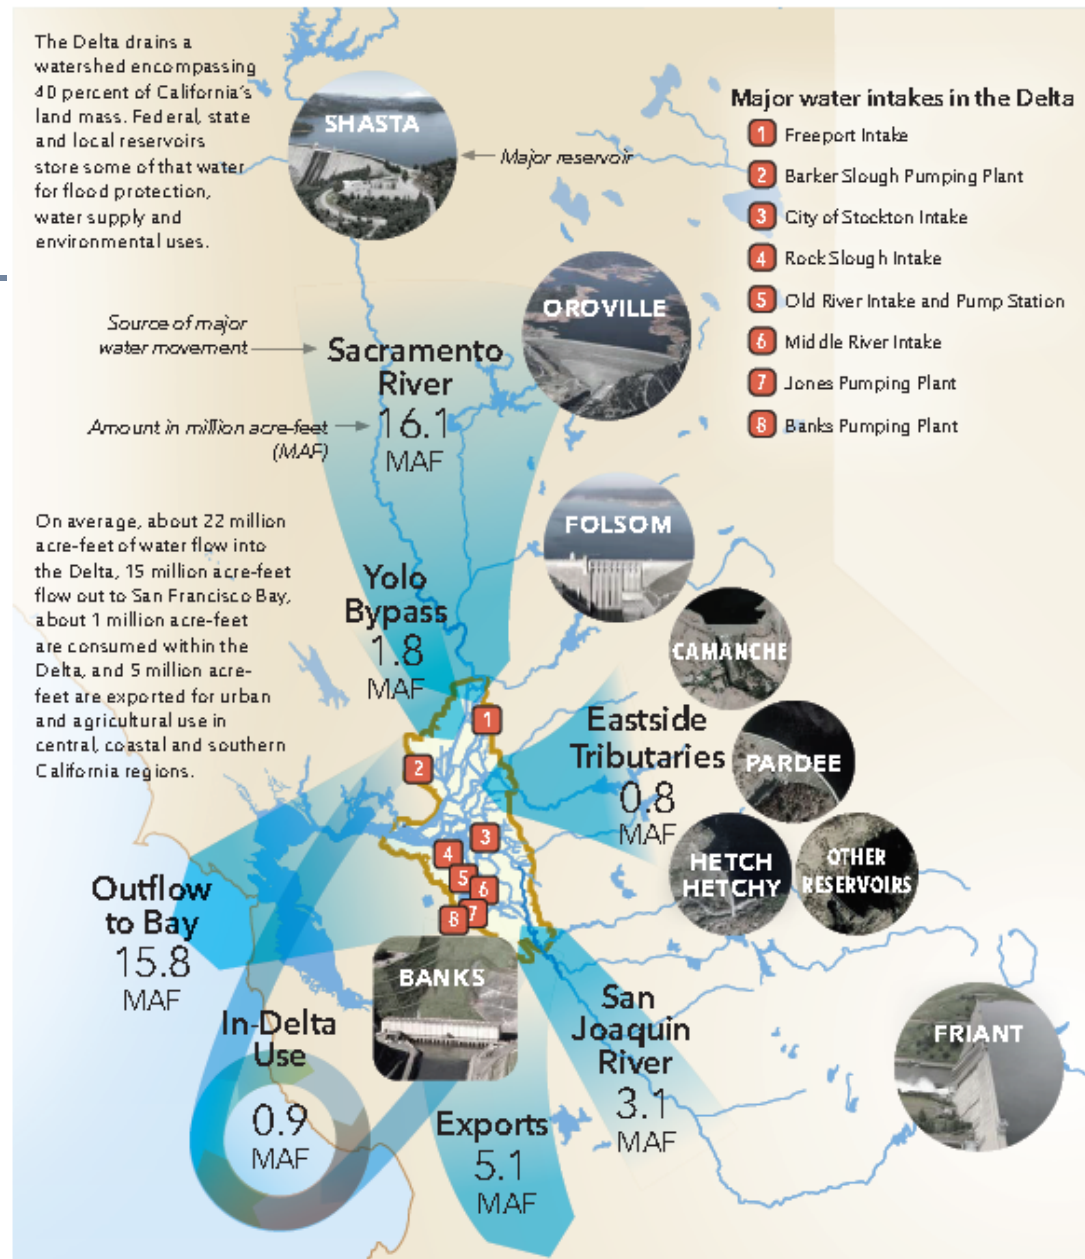 The Delta drains a
watershed encompassing
40 percent of California's
land mass. Federal, state
and local reservoirs
store some of that water
for flood protection,
water supply and
environmental uses.
SHASTA
Major reservoir
Major water intakes in the Delta
1 Freeport Intake
2 Barker Slough Pumping Plant
3 City of Stockton Intake
4 Rock Slough Intake
5 Old River Intake and Pump Station
6 Middle River Intake
7 Jones Pumping Plant
8 Banks Pumping Plant
OROVILLE
Source of major
water movement
Sacramento
River
16.1
MAF
Amount in million acre-feet
(MAF)
FOLSOM
On average, about 22 million
acre-feet of water flow into
the Delta, 15 million acre-feet
flow out to San Francisco Bay,
about 1 million acre-feet
are consumed within the
Delta, and 5 million acre-
feet are exported for urban
and agricultural use in
central, coastal and southern
California regions.
Yolo
Bypass
1.8
MAF
CAMANCHE
Eastside
Tributaries
0.8
MAF
PARDEE
HETCH
HETCHY
OTHER
RESERVOIRS
1
2
3
4
5
6
7
8
Outflow
to Bay
15.8
MAF
BANKS
In-Delta
Use
0.9
MAF
San
Joaquin
River
3.1
MAF
FRIANT
Exports
5.1
MAF